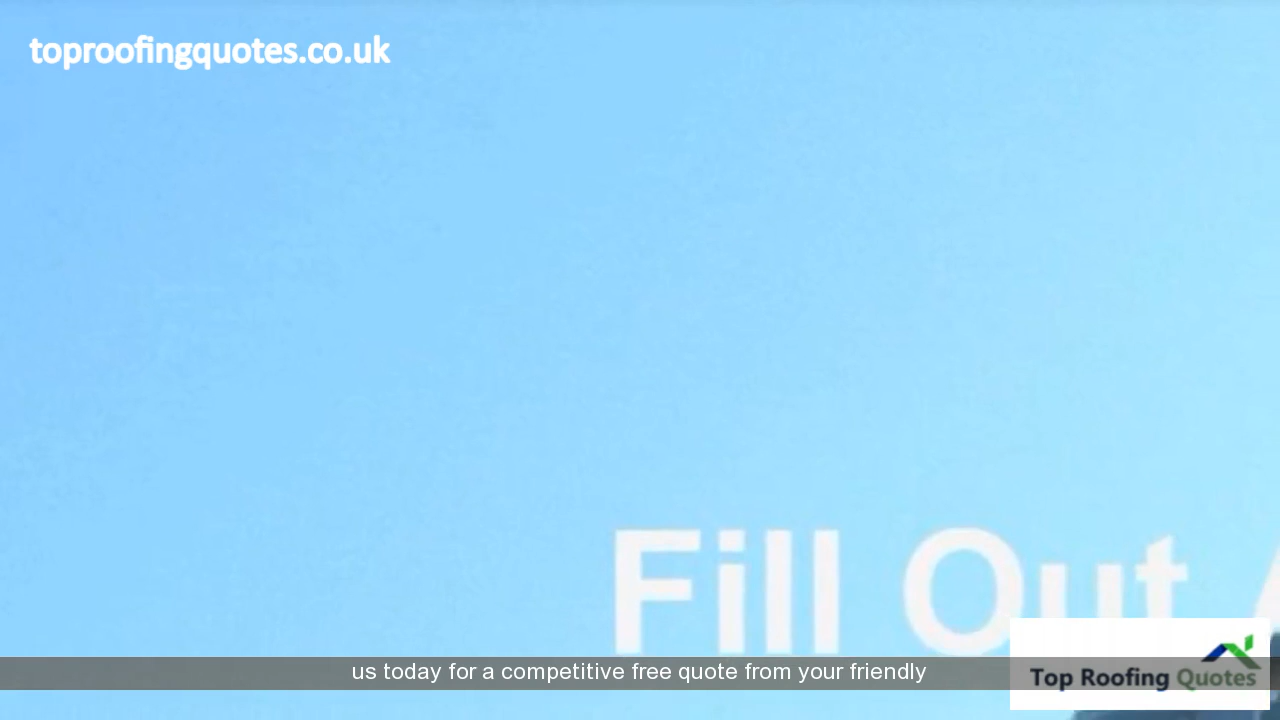 toproofingquotes.co.uk
Fill Out
us today for a competitive free quote from your friendly
Top Roofing Quotes